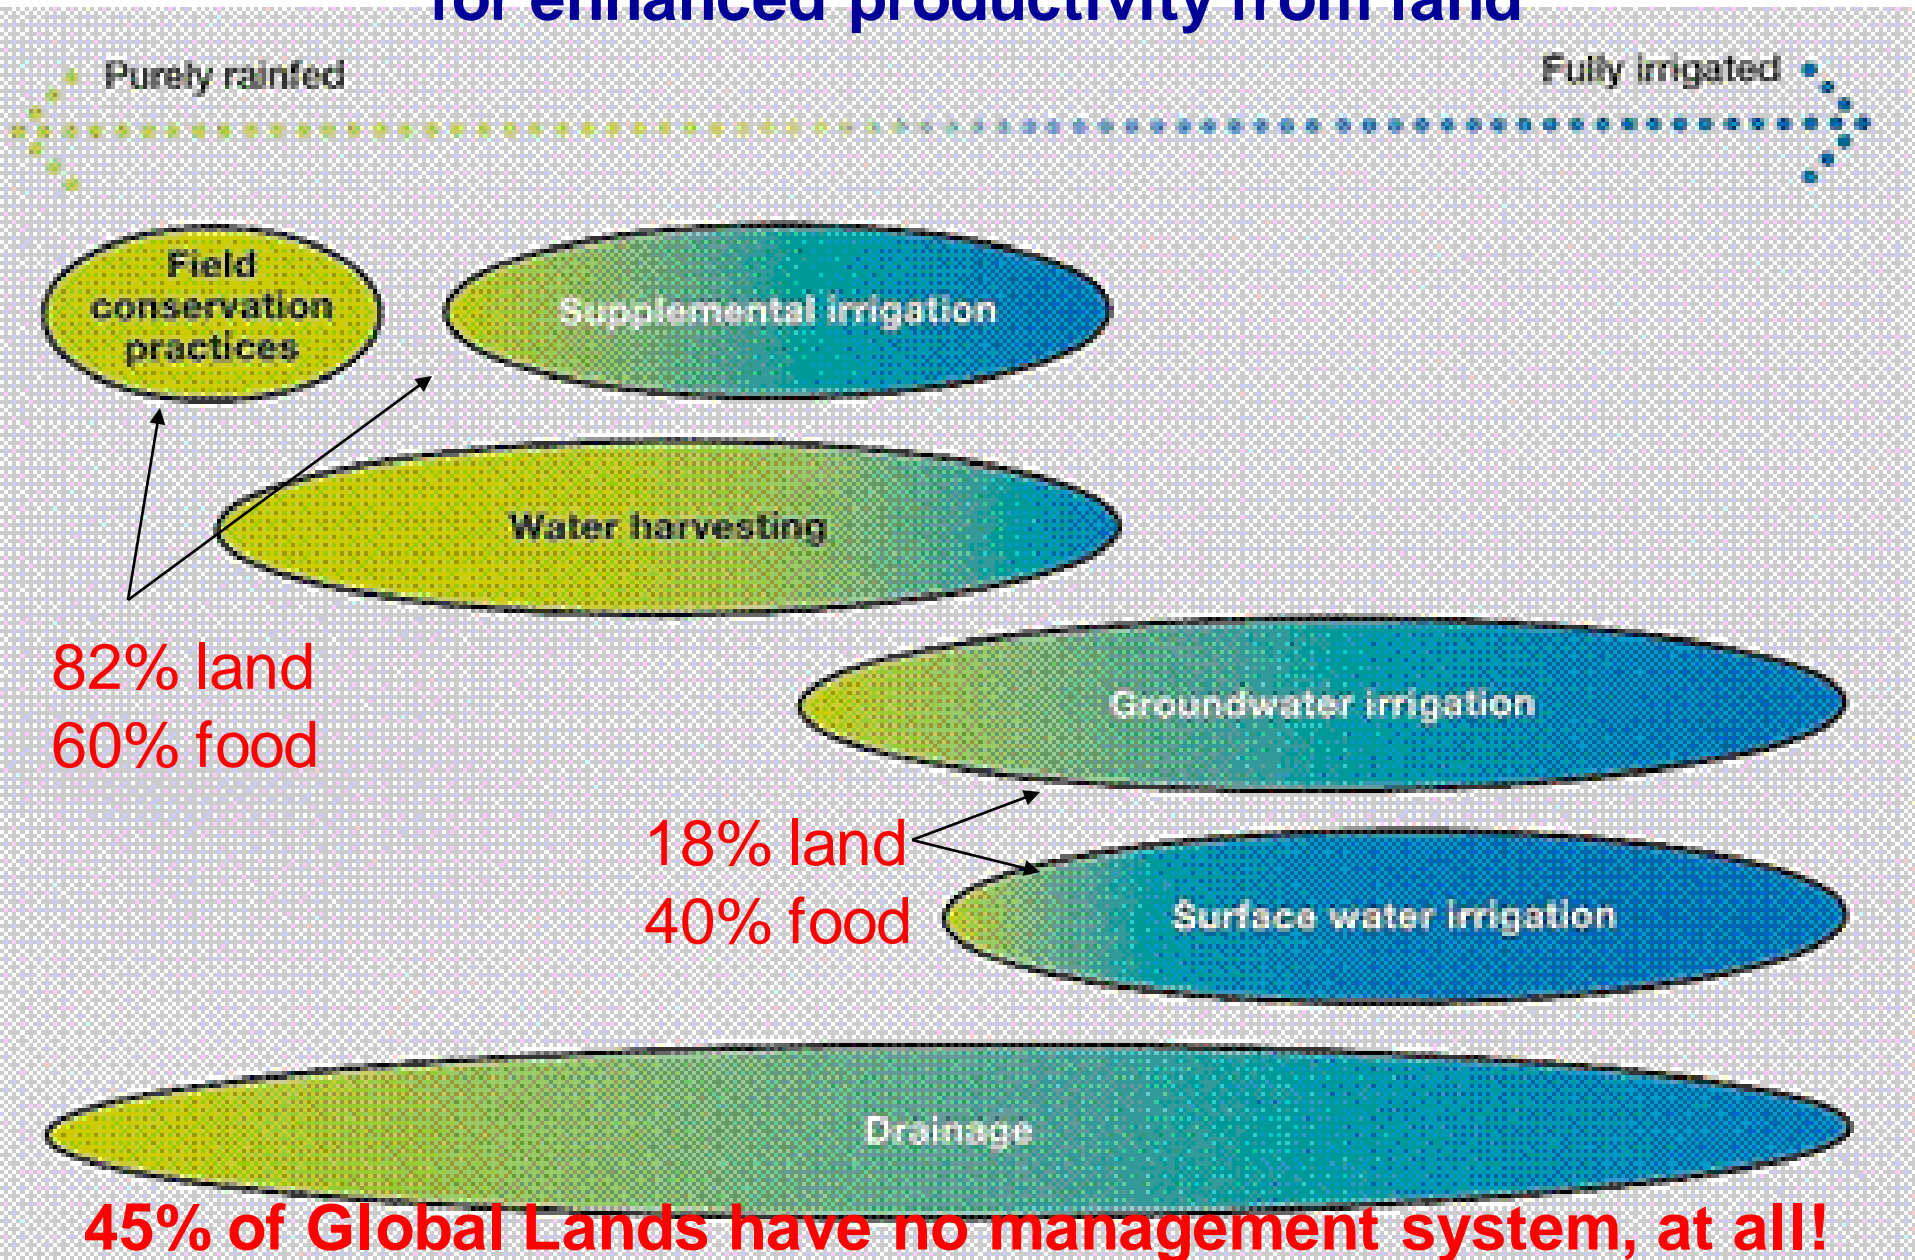 for enhanced productivity from land
Purely rainfed
Fully irrigated
Field
conservation
practices
Supplemental irrigation
Water harvesting
82% land
60% food
Groundwater irrigation
18% land
40% food
Surface water irrigation
Drainage
45% of Global Lands have no management system, at all!